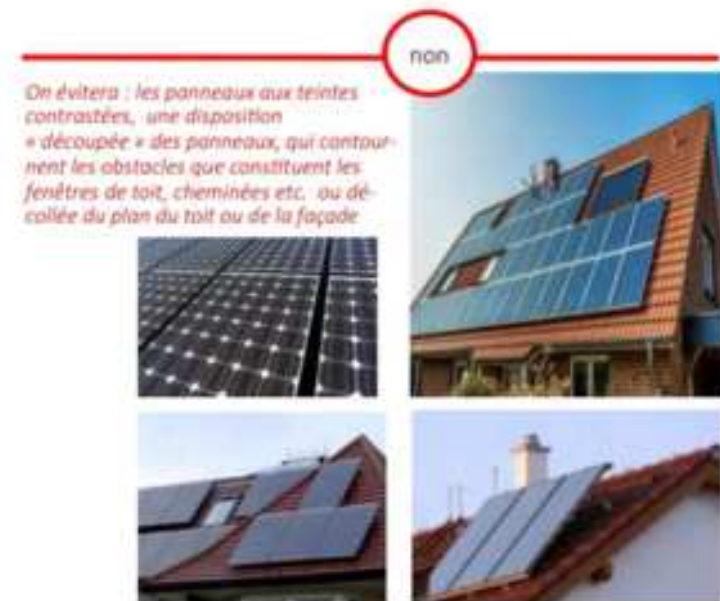 non
On évitera : les panneaux aux teintes
contrastées, une disposition
« découpée » des panneaux, qui contour-
nent les obstacles que constituent les
fenêtres de toit, cheminées etc. ou dé-
collée du plan du toit ou de la façade